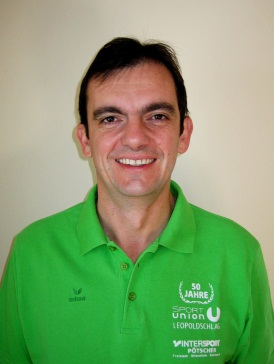 erima
50
JAHRE
SPORT
UNION
LEOPOLDSCHLAG
INTERSPORT
PÖTSCHER